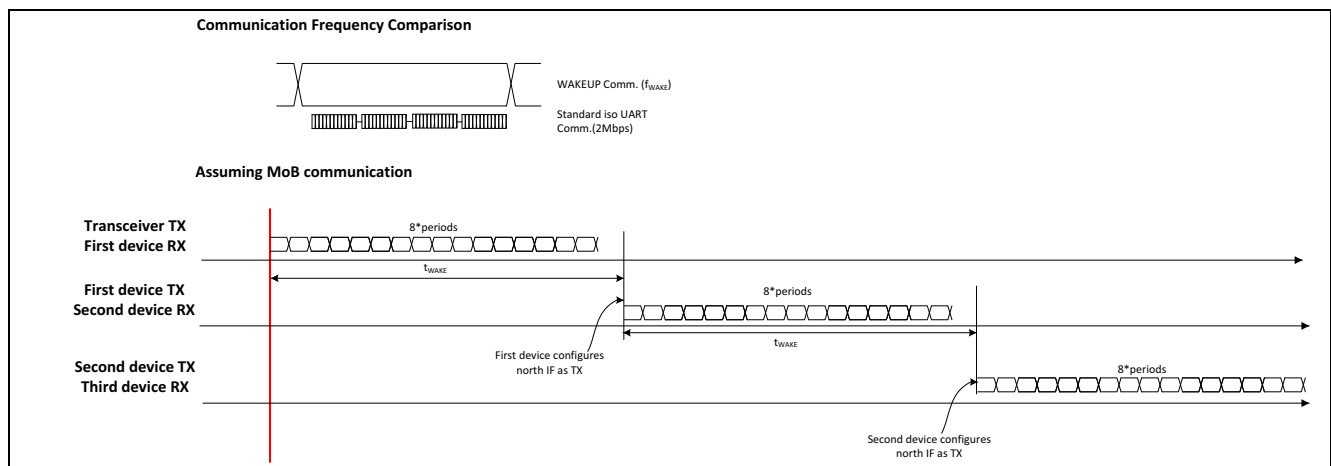 Communication Frequency Comparison
WAKEUP Comm. (fWAKE)
Standard iso UART
Comm.(2Mbps)
Assuming MoB communication
Transceiver TX
First device RX
8*periods
tWAKE
First device TX
Second device RX
8*periods
tWAKE
First device configures
north IF as TX
Second device TX
Third device RX
8*periods
Second device configures
north IF as TX